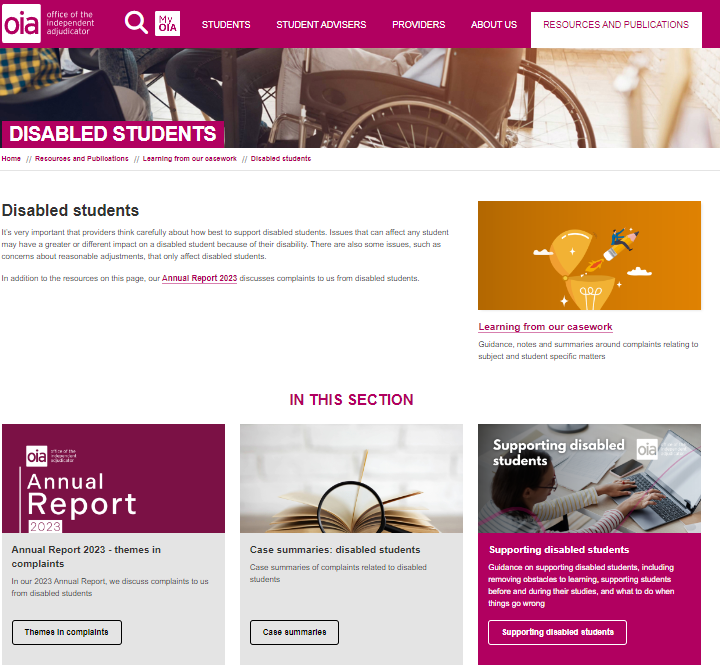 oia office of the
independent
adjudicator
My
OIA
STUDENTS
STUDENT ADVISERS
PROVIDERS
ABOUT US
RESOURCES AND PUBLICATIONS
DISABLED STUDENTS
Home // Resources and Publications // Learning from our casework // Disabled students
Disabled students
It's very important that providers think carefully about how best to support disabled students. Issues that can affect any student
may have a greater or different impact on a disabled student because of their disability. There are also some issues, such as
concerns about reasonable adjustments, that only affect disabled students.
In addition to the resources on this page, our Annual Report 2023 discusses complaints to us from disabled students.
Learning from our casework
Guidance, notes and summaries around complaints relating to
subject and student specific matters
IN THIS SECTION
oia office of the
independent
adjudicator
Annual
Report
2023
Annual Report 2023 - themes in
complaints
In our 2023 Annual Report, we discuss complaints to us
from disabled students
Themes in complaints
Case summaries: disabled students
Case summaries of complaints related to disabled
students
Case summaries
Supporting disabled
students
oia
Supporting disabled students
Guidance on supporting disabled students, including
removing obstacles to learning, supporting students
before and during their studies, and what to do when
things go wrong
Supporting disabled students